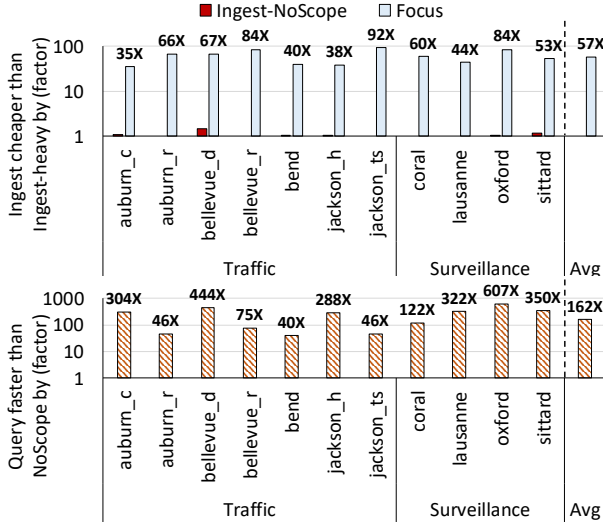 Ingest-NoScope Focus
Ingest cheaper than
Ingest-heavy by (factor)
100
10
1
35X 66X 67X 84X 40X 38X 92X 60X 44X 84X 53X 57X
auburn_c auburn_r bellevue_d bellevue_r bend jackson_h jackson_ts coral lausanne oxford sittard
Traffic Surveillance Avg
Query faster than
NoScope by (factor)
1000
100
10
1
304X 46X 444X 75X 40X 288X 46X 122X 322X 607X 350X 162X
auburn_c auburn_r bellevue_d bellevue_r bend jackson_h jackson_ts coral lausanne oxford sittard
Traffic Surveillance Avg